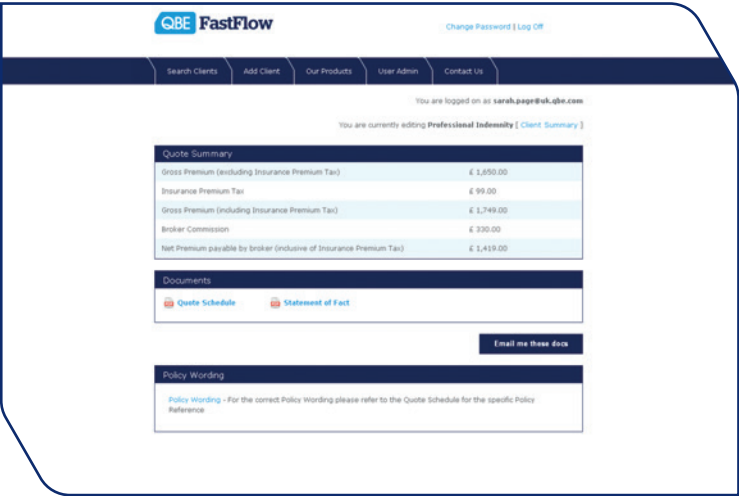 QBE FastFlow
Change Password | Log Off
Search Clients Add Client Our Products User Admin Contact Us
You are logged on as sarah.page@uk.qbe.com
You are currently editing Professional Indemnity [ Client Summary ]
Quote Summary
Gross Premium (excluding Insurance Premium Tax) £ 1,650.00
Insurance Premium Tax £ 99.00
Gross Premium (including Insurance Premium Tax) £ 1,749.00
Broker Commission £ 330.00
Net Premium payable by broker (inclusive of Insurance Premium Tax) £ 1,419.00
Documents
Quote Schedule Statement of Fact
Email me these docs
Policy Wording
Policy Wording - For the correct Policy Wording please refer to the Quote Schedule for the specific Policy
Reference